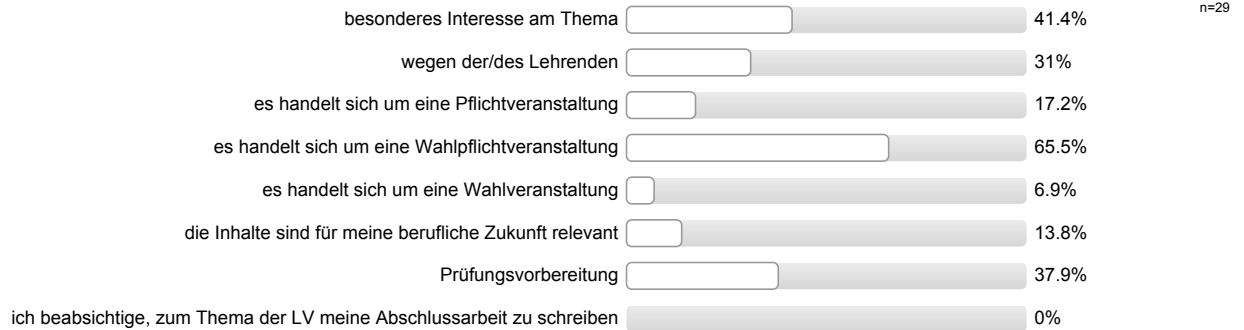 n=29
besonderes Interesse am Thema 41.4%
wegen der/des Lehrenden 31%
es handelt sich um eine Pflichtveranstaltung 17.2%
es handelt sich um eine Wahlpflichtveranstaltung 65.5%
es handelt sich um eine Wahlveranstaltung 6.9%
die Inhalte sind für meine berufliche Zukunft relevant 13.8%
Prüfungsvorbereitung 37.9%
ich beabsichtige, zum Thema der LV meine Abschlussarbeit zu schreiben 0%